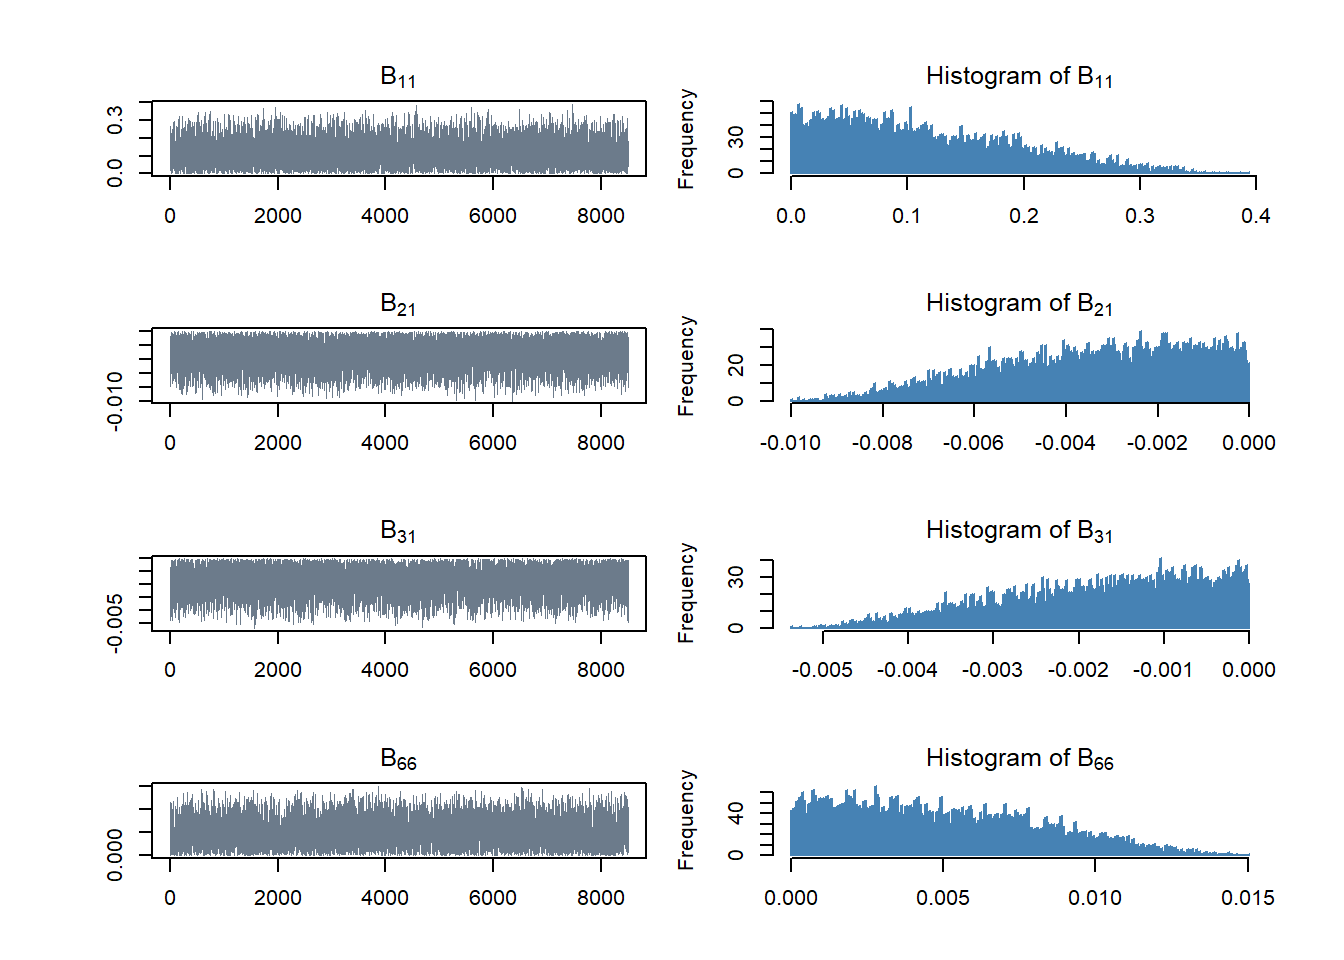 B11
0.0 0.3
0 2000 4000 6000 8000
Histogram of B11
Frequency
0 30
0.0 0.1 0.2 0.3 0.4
B21
-0.010
0 2000 4000 6000 8000
Histogram of B21
Frequency
0 20
-0.010 -0.008 -0.006 -0.004 -0.002 0.000
B31
-0.005
0 2000 4000 6000 8000
Histogram of B31
Frequency
0 30
-0.005 -0.004 -0.003 -0.002 -0.001 0.000
B66
0.000
0 2000 4000 6000 8000
Histogram of B66
Frequency
0 40
0.000 0.005 0.010 0.015